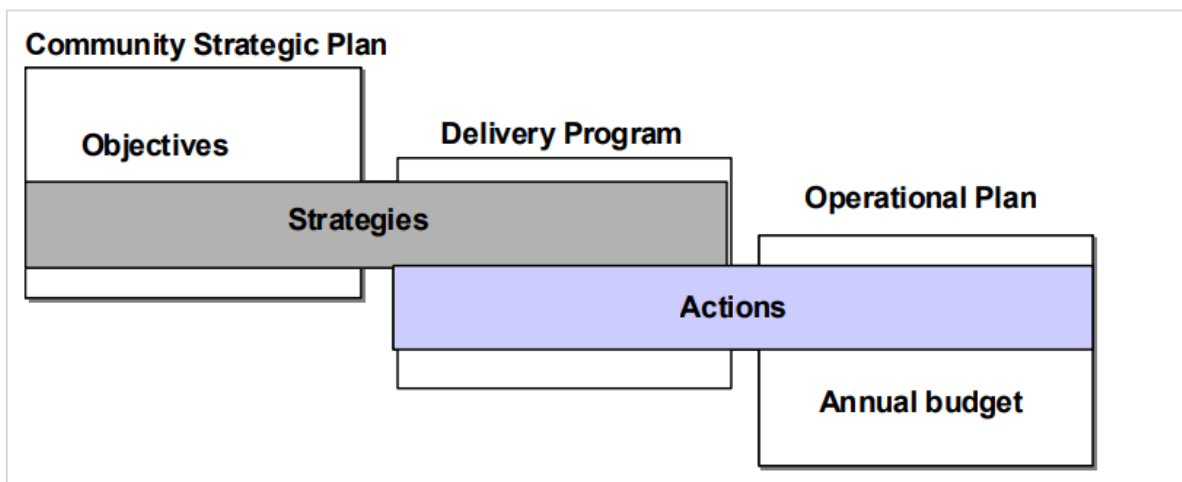 Community Strategic Plan
Objectives
Delivery Program
Strategies
Operational Plan
Actions
Annual budget